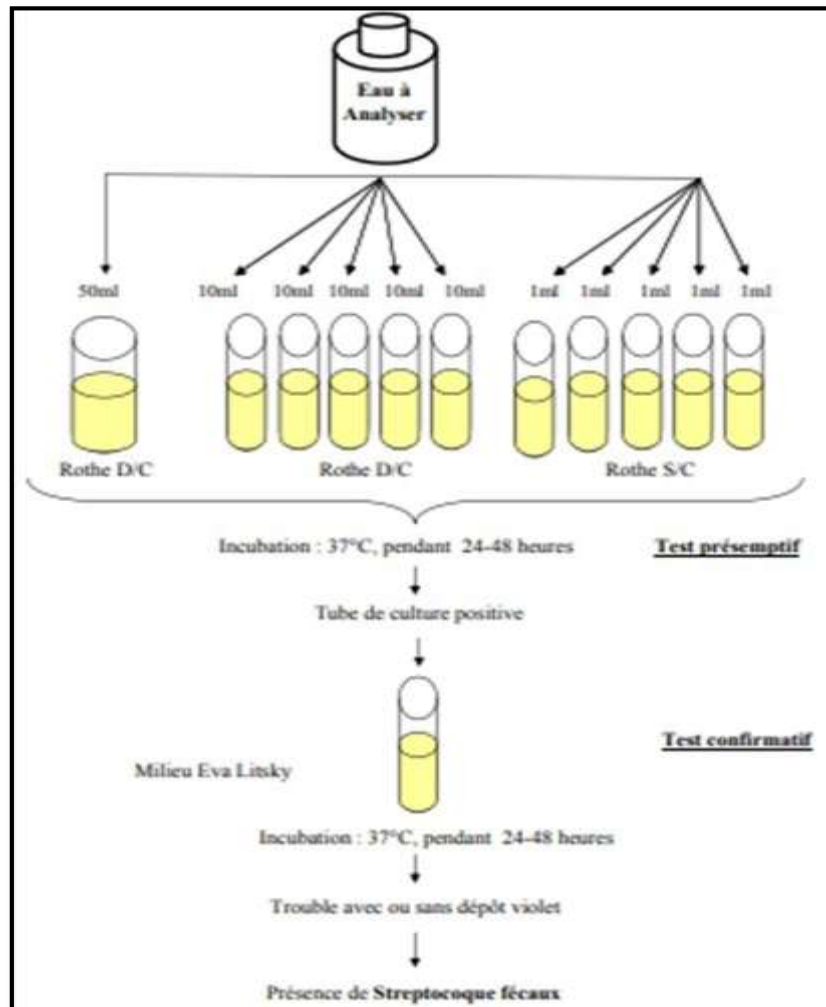 Eau à
Analyser
50ml 10ml 10ml 10ml 10ml 10ml 1ml 1ml 1ml 1ml 1ml
Rothe D/C Rothe D/C Rothe S/C
Incubation : 37°C, pendant 24-48 heures Test présemptif
Tube de culture positive
Test confirmatif
Milieu Eva Litsky
Incubation : 37°C, pendant 24-48 heures
Trouble avec ou sans dépôt violet
Présence de Streptocoque fécaux